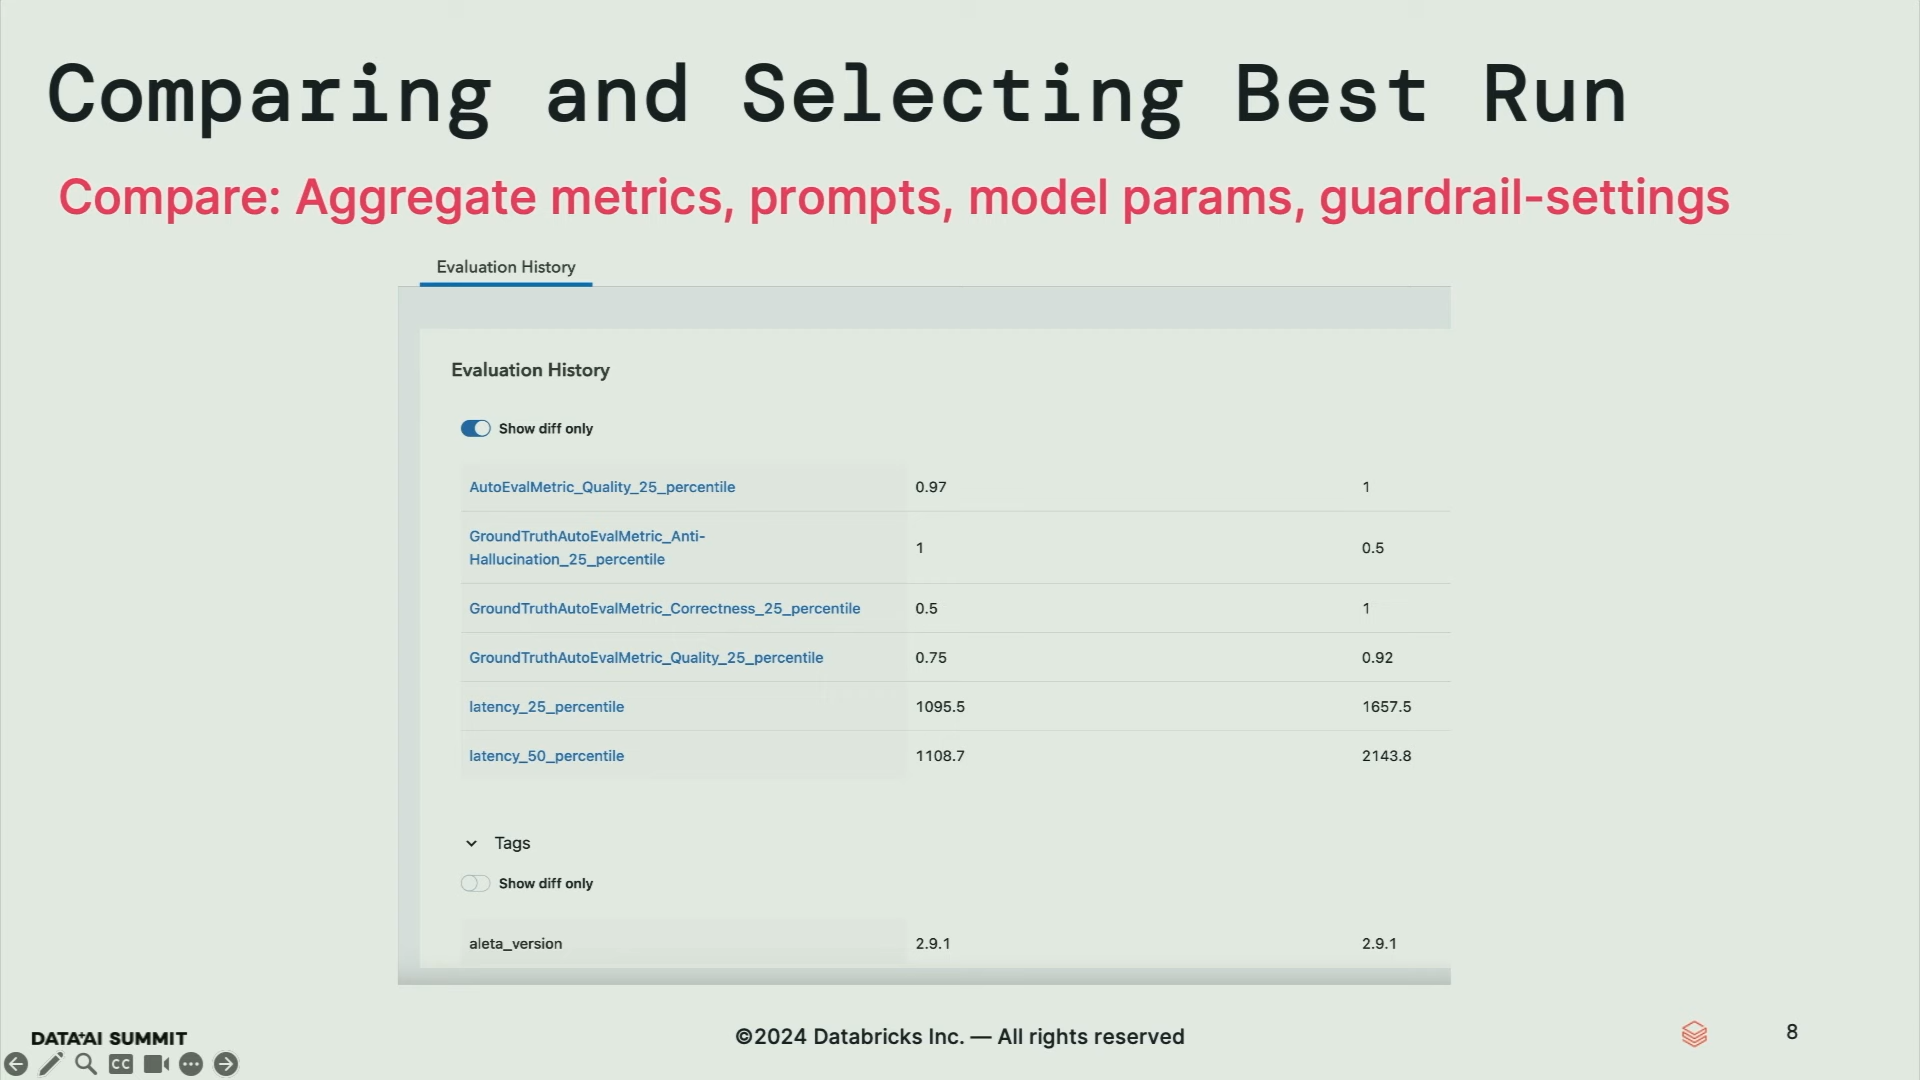 Comparing and Selecting Best Run
Compare: Aggregate metrics, prompts, model params, guardrail-settings
Evaluation History
Evaluation History
Show diff only
AutoEvalMetric_Quality_25_percentile 0.97 1
GroundTruthAutoEvalMetric_Anti-
Hallucination_25_percentile 1 0.5
GroundTruthAutoEvalMetric_Correctness_25_percentile 0.5 1
GroundTruthAutoEvalMetric_Quality_25_percentile 0.75 0.92
latency_25_percentile 1095.5 1657.5
latency_50_percentile 1108.7 2143.8
Tags
Show diff only
aleta_version 2.9.1 2.9.1
DATA+AI SUMMIT
©2024 Databricks Inc. — All rights reserved
8
CC